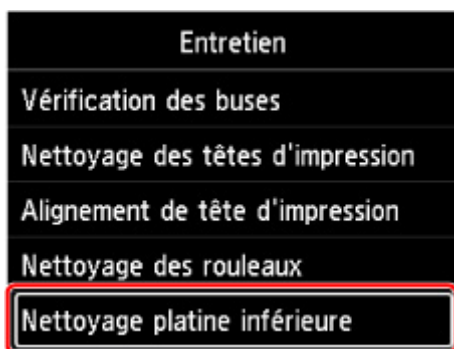 Entretien
Vérification des buses
Nettoyage des têtes d'impression
Alignement de tête d'impression
Nettoyage des rouleaux
Nettoyage platine inférieure